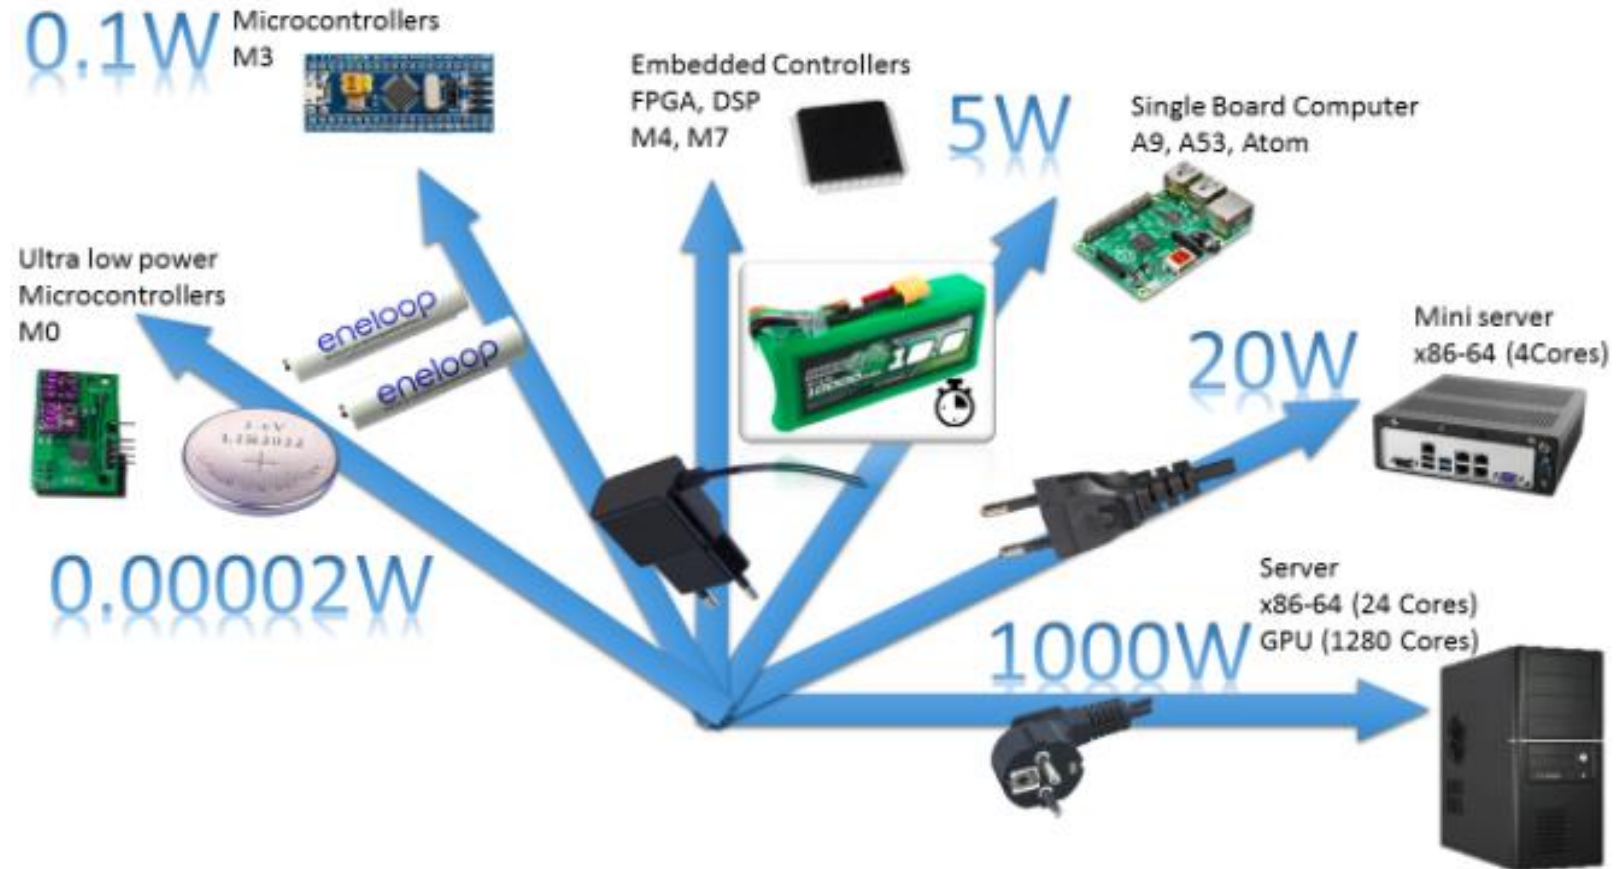 0.1W
Microcontrollers
M3
Embedded Controllers
FPGA, DSP
M4, M7
5W
Single Board Computer
A9, A53, Atom
Ultra low power
Microcontrollers
M0
eneloop
eneloop
100
20W
Mini server
x86-64 (4Cores)
0.00002W
Server
x86-64 (24 Cores)
GPU (1280 Cores)
1000W